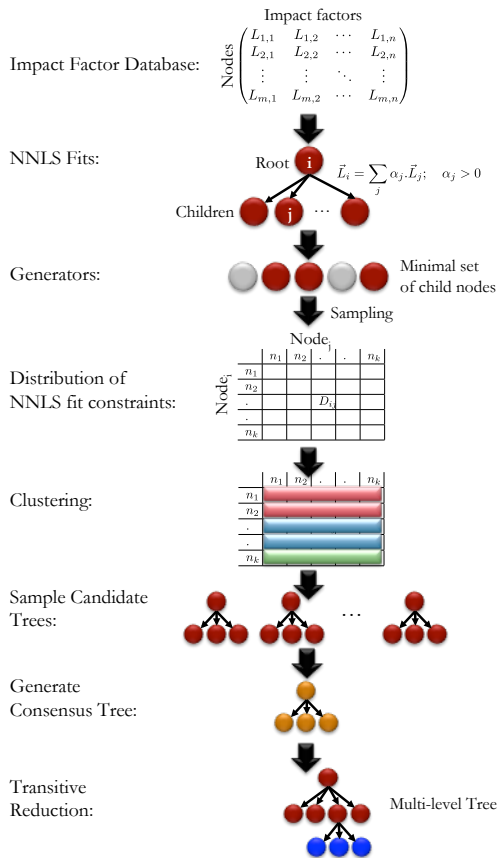 Impact factors
Nodes
Impact Factor Database:
L1,1 L1,2 ⋯ L1,n
L2,1 L2,2 ⋯ L2,n
⋮ ⋮ ⋱ ⋮
Lm,1 Lm,2 ⋯ Lm,n
NNLS Fits:
Root i
L⃗i = ∑j αj.L⃗j; αj > 0
Children j ...
Generators:
Minimal set
of child nodes
Sampling
Nodej
Distribution of
NNLS fit constraints:
Nodei
n1 n2 . . nk
n1
n2
. Dij
.
nk
Clustering:
n1 n2 . . nk
n1
n2
.
.
nk
Sample Candidate
Trees:
...
Generate
Consensus Tree:
Transitive
Reduction:
Multi-level Tree